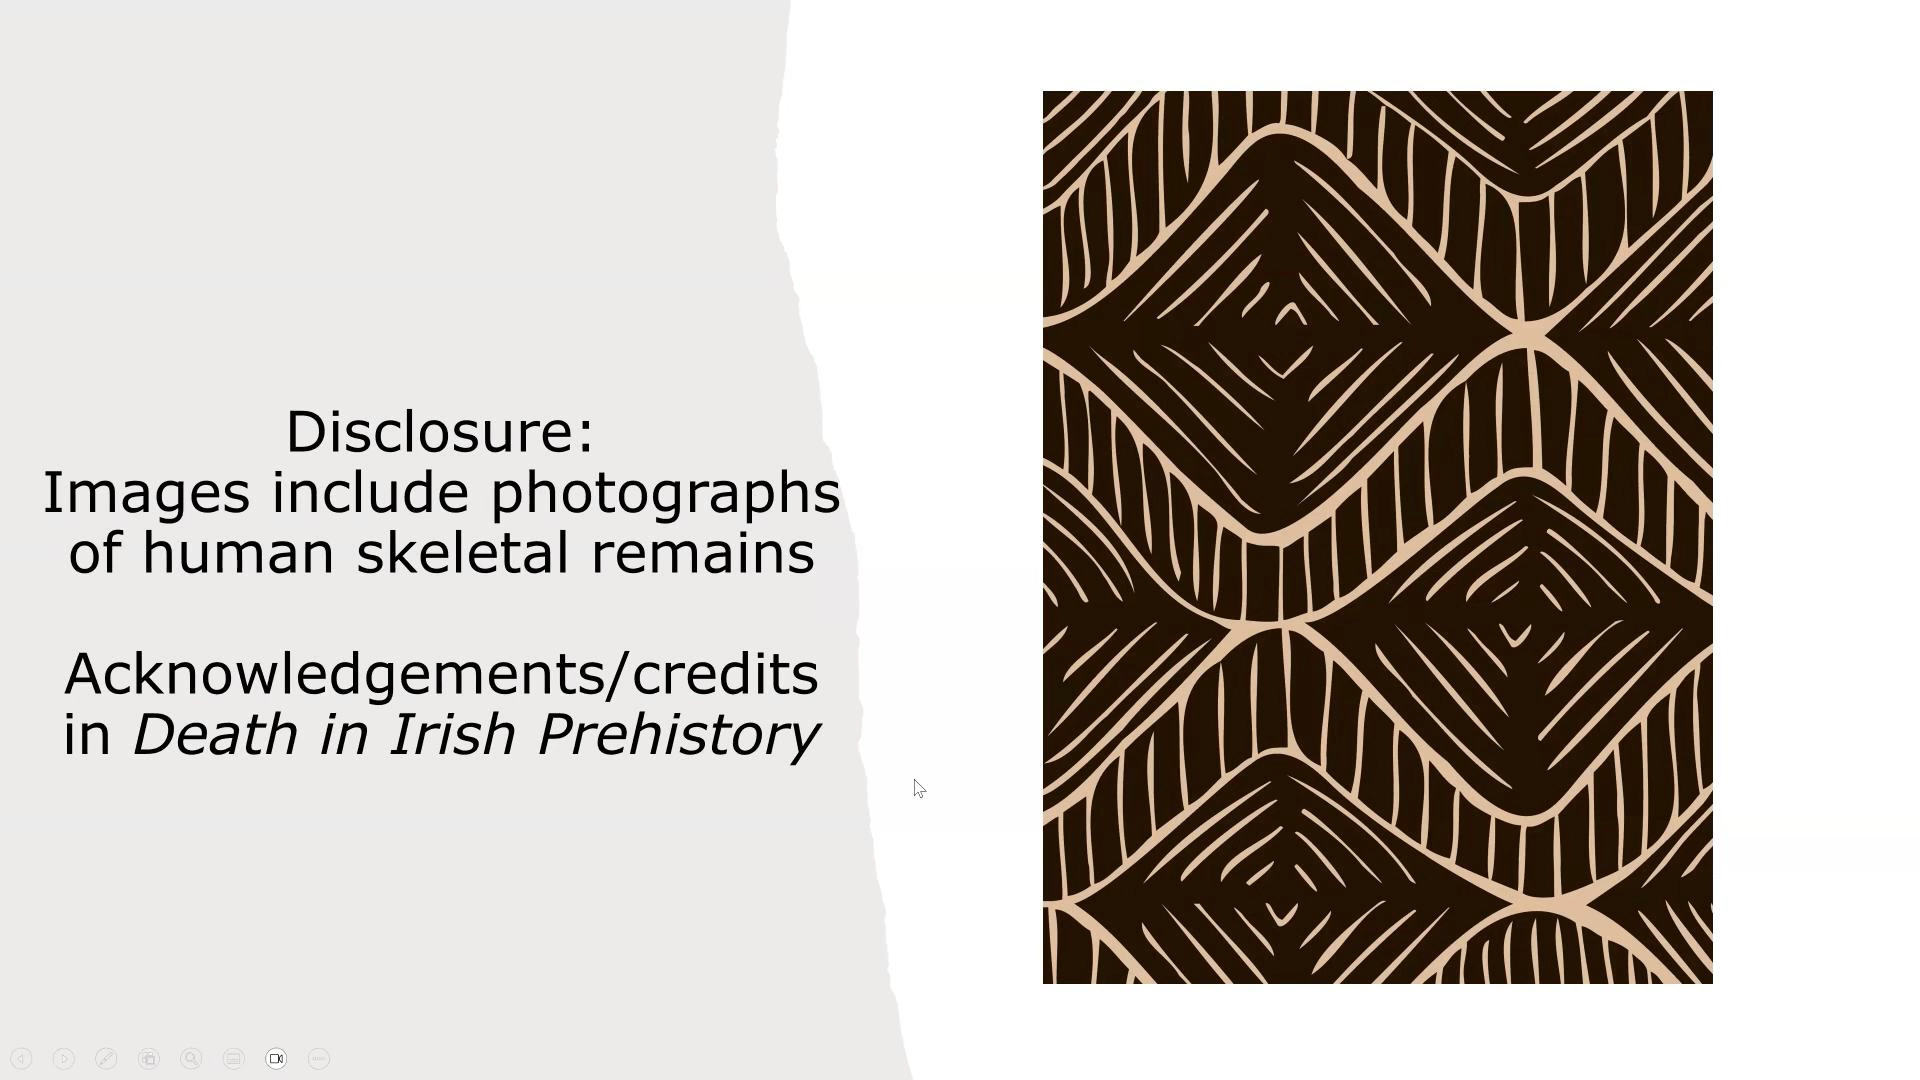 Disclosure:
Images include photographs
of human skeletal remains
Acknowledgements/credits
in Death in Irish Prehistory